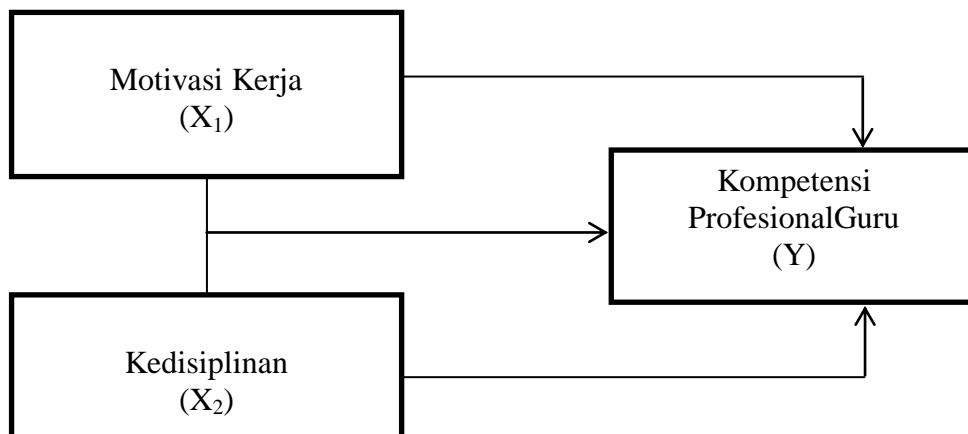 Motivasi Kerja
(X₁)
Kompetensi
ProfesionalGuru
(Y)
Kedisiplinan
(X₂)